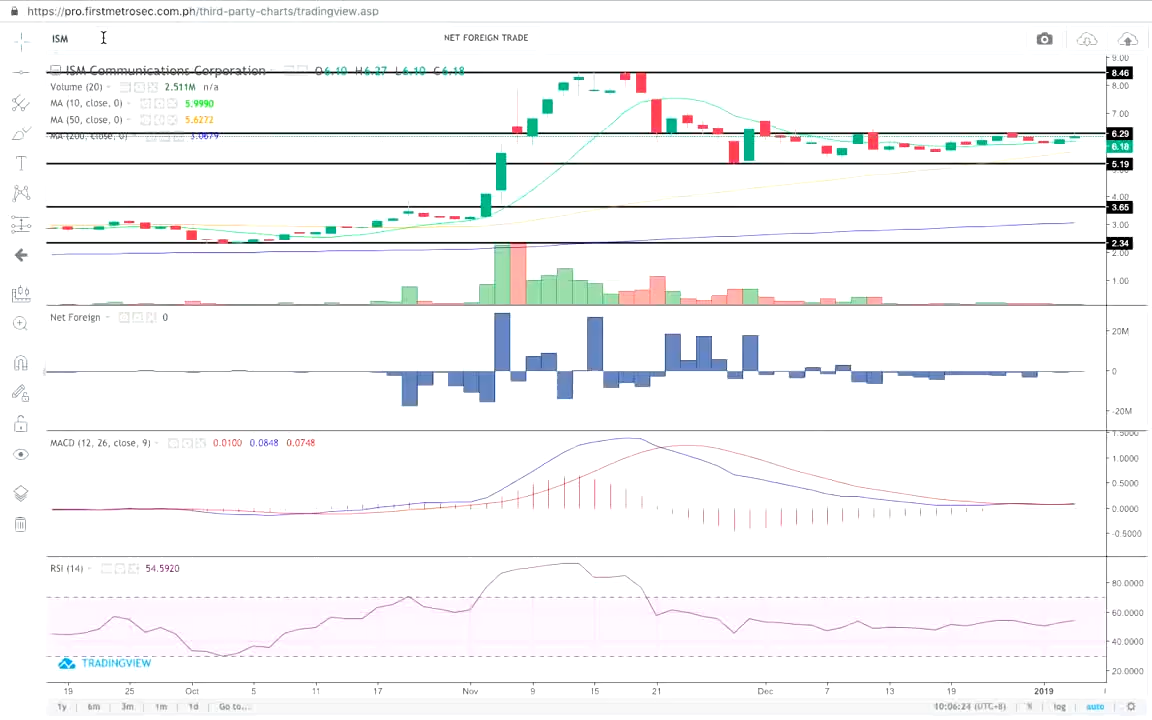 https://pro.firstmetrosec.com.ph/third-party-charts/tradingview.asp
ISM
NET FOREIGN TRADE
ISM Communications Corporation O6.10 H6.27 L6.10 C6.18
Volume (20) 2.511M n/a
MA (10, close, 0) 5.9990
MA (50, close, 0) 5.6272
MA (200, close, 0) 3.0679
9.00
8.46
8.00
7.00
6.29
6.18
5.19
4.00
3.65
3.00
2.34
2.00
1.00
Net Foreign 0
20M
0
-20M
MACD (12, 26, close, 9) 0.0100 0.0848 0.0748
1.5000
1.0000
0.5000
0.0000
-0.5000
RSI (14) 54.5920
80.0000
60.0000
40.0000
20.0000
TRADINGVIEW
19 25 Oct 5 11 17 Nov 9 15 21 Dec 7 13 19 2019
1y 6m 3m 1m 1d Go to... 10:06:24 (UTC+8) % log auto